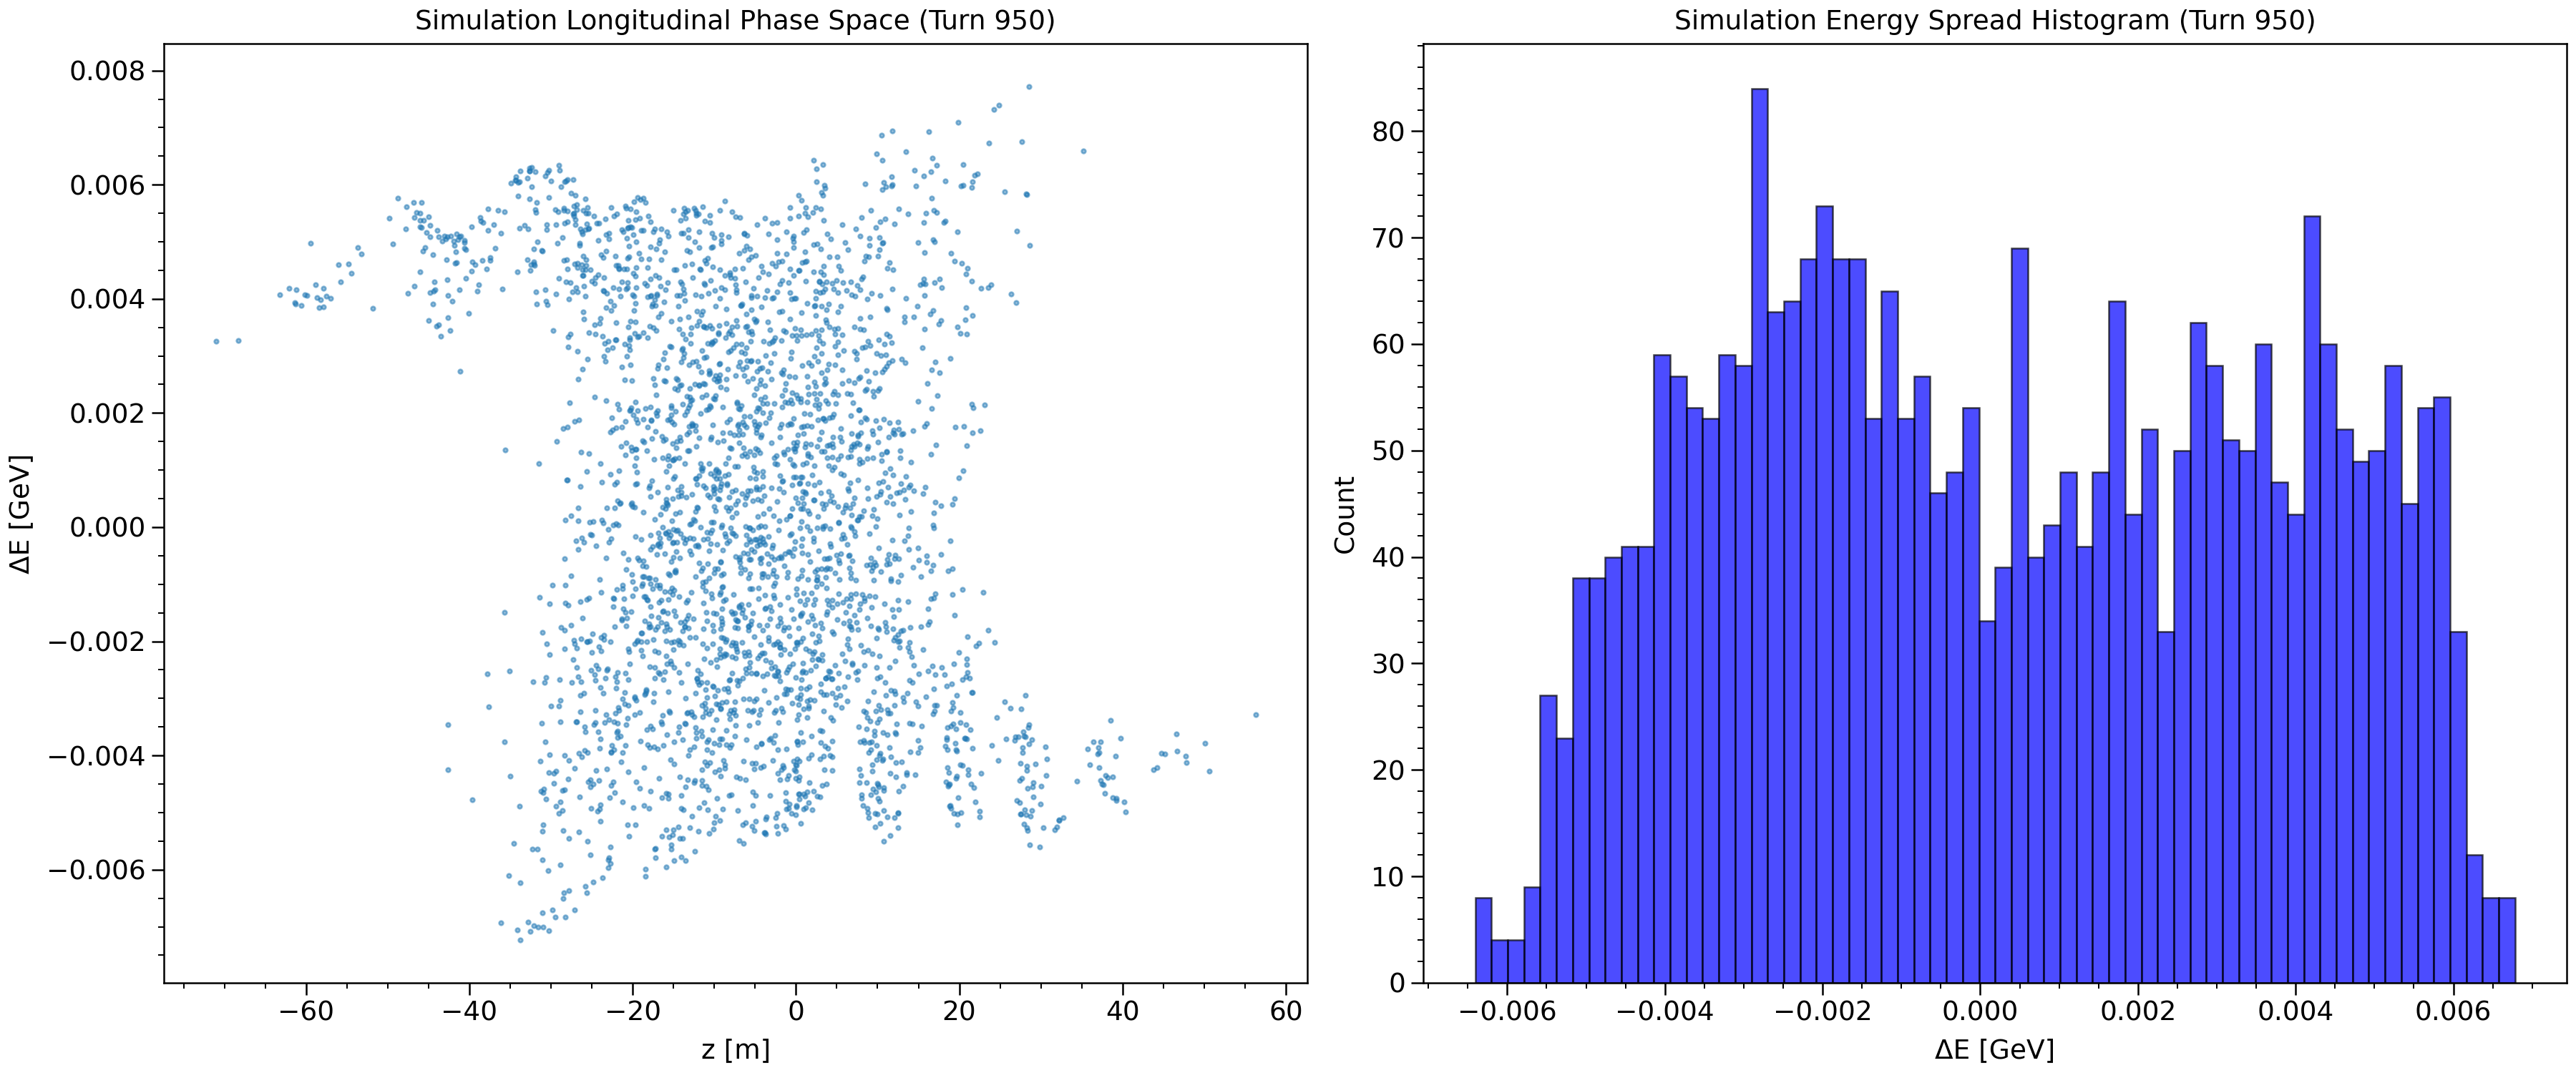 Simulation Longitudinal Phase Space (Turn 950)
0.008
0.006
0.004
0.002
0.000
−0.002
−0.004
−0.006
ΔE [GeV]
−60 −40 −20 0 20 40 60
z [m]
Simulation Energy Spread Histogram (Turn 950)
80
70
60
50
40
30
20
10
0
Count
−0.006 −0.004 −0.002 0.000 0.002 0.004 0.006
ΔE [GeV]